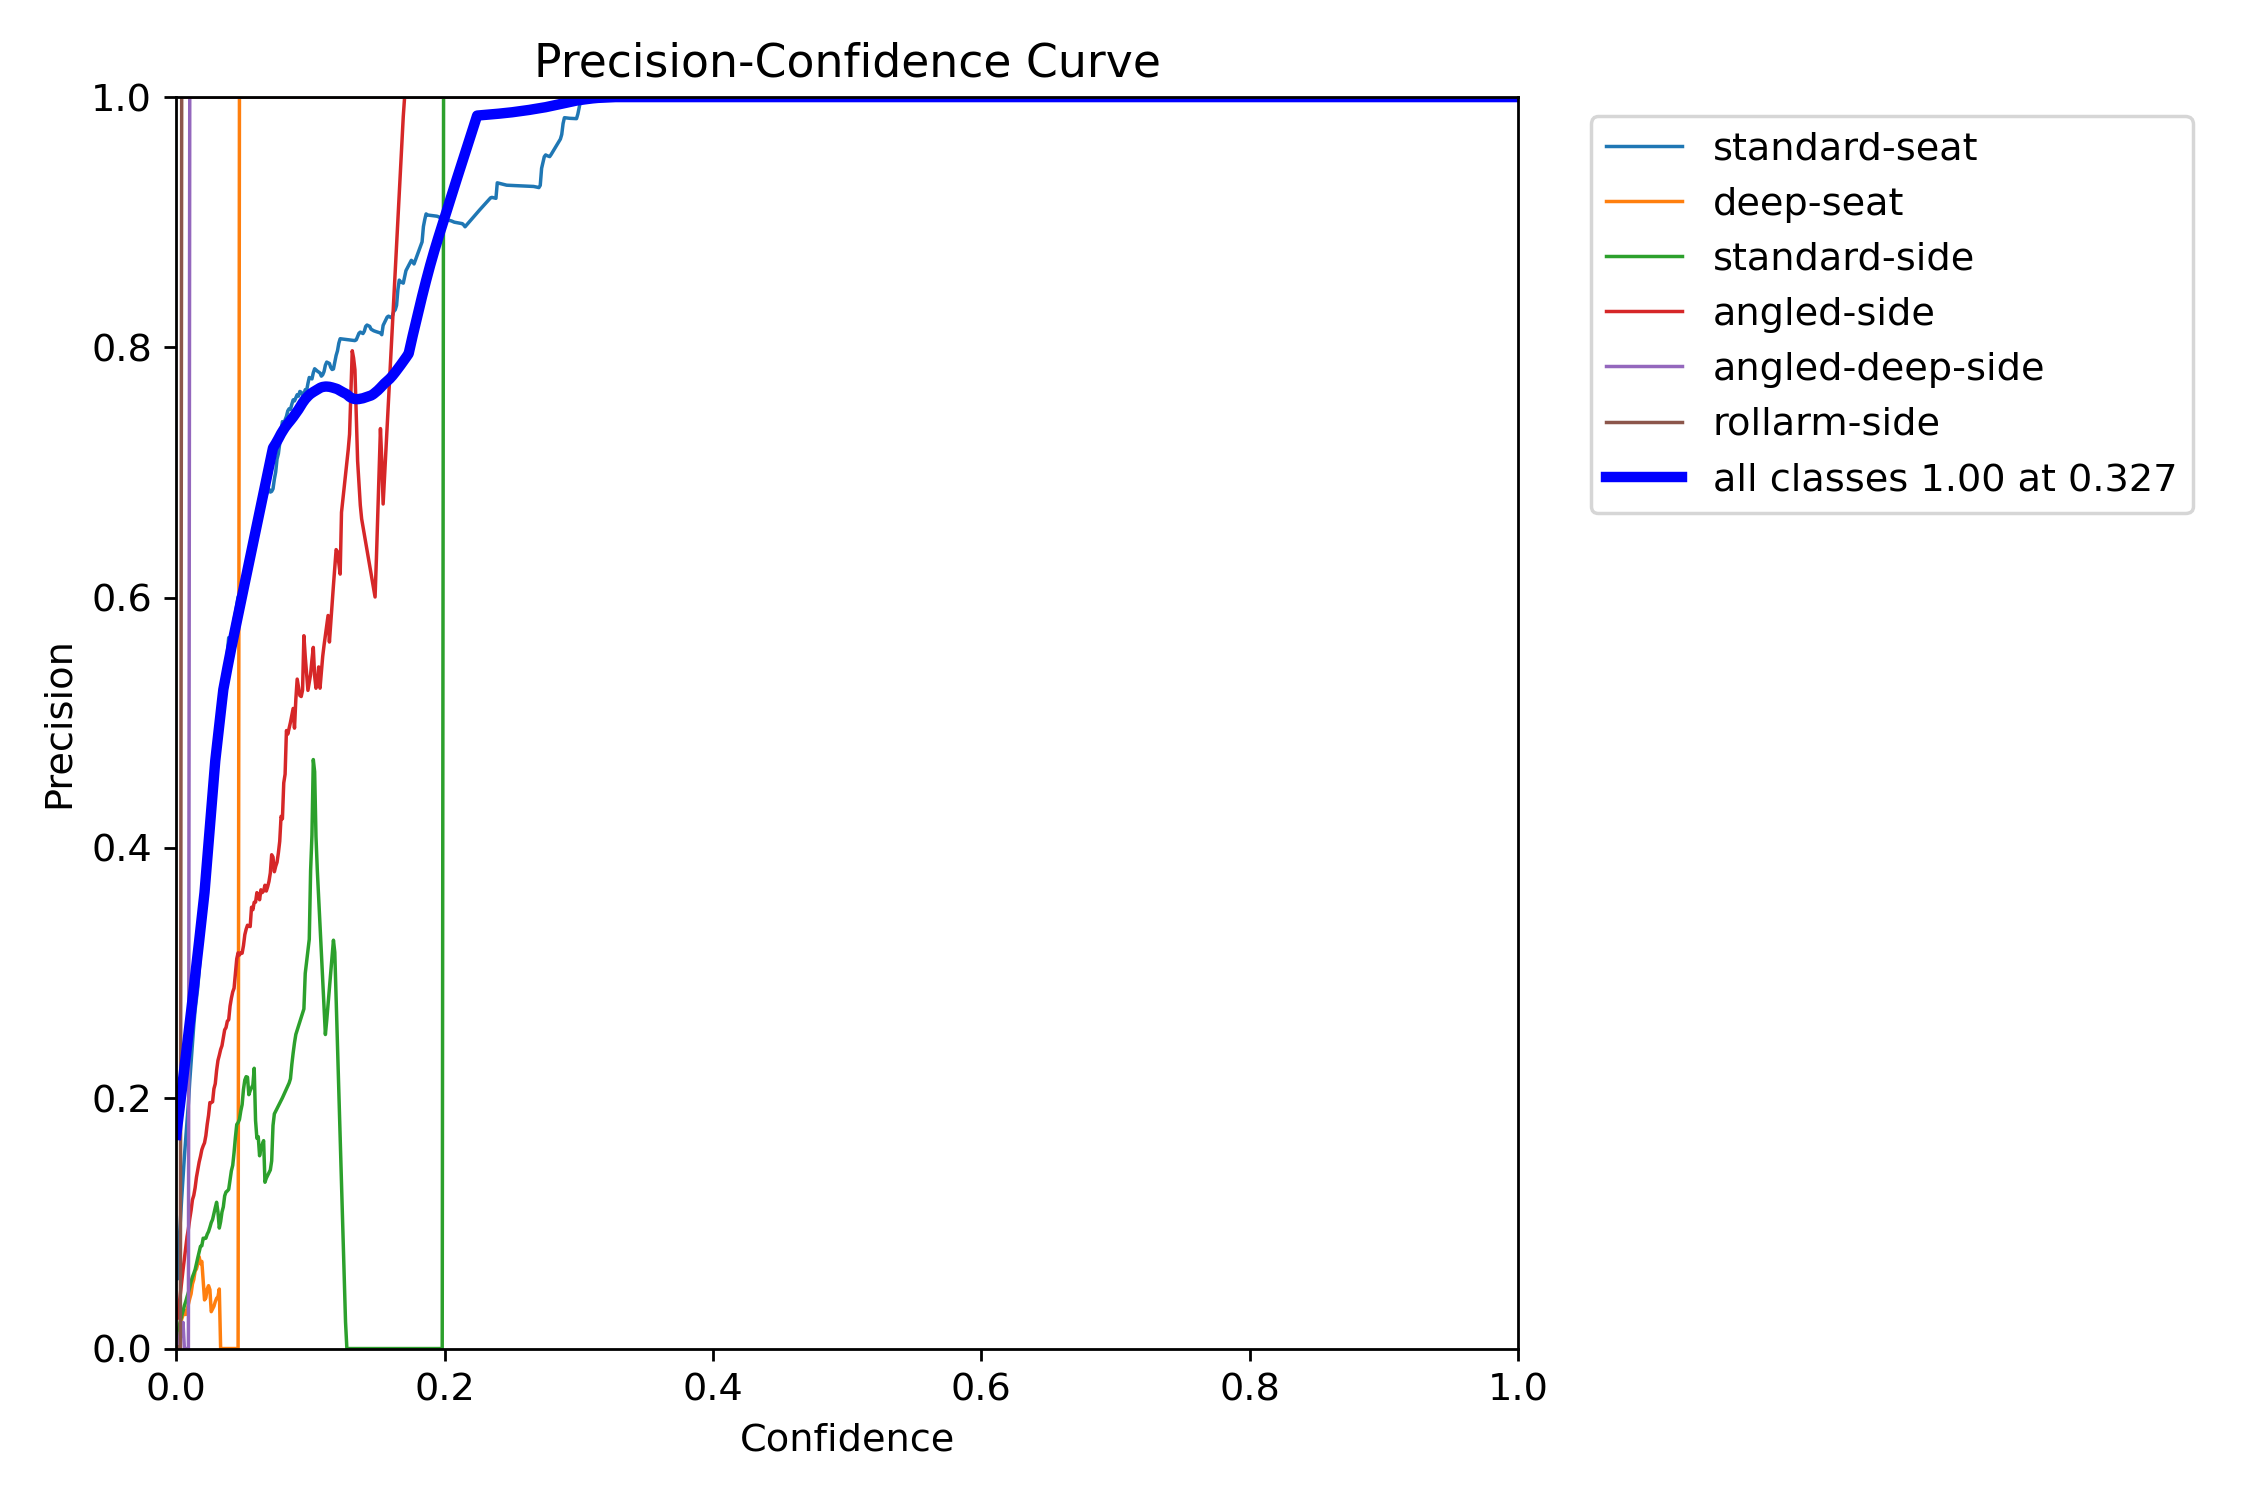 Precision-Confidence Curve
1.0
0.8
0.6
0.4
0.2
0.0
Precision
0.0 0.2 0.4 0.6 0.8 1.0
Confidence
standard-seat
deep-seat
standard-side
angled-side
angled-deep-side
rollarm-side
all classes 1.00 at 0.327